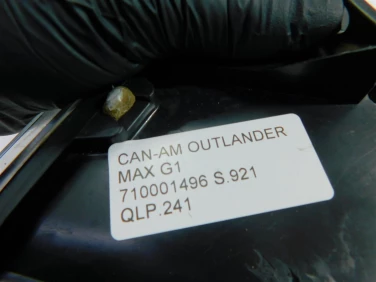 CAN-AM OUTLANDER
MAX G1
710001496 S.921
QLP.241